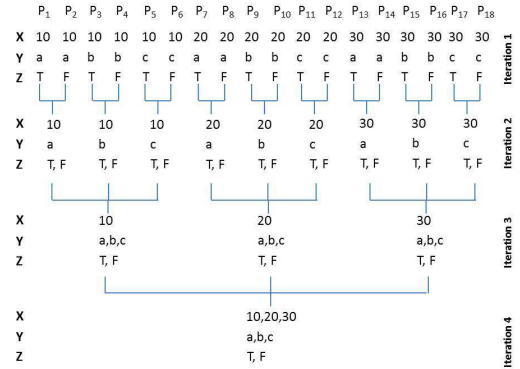 P1 P2 P3 P4 P5 P6 P7 P8 P9 P10 P11 P12 P13 P14 P15 P16 P17 P18
X 10 10 10 10 10 10 20 20 20 20 20 20 30 30 30 30 30 30
Y a a b b c c a a b b c c a a b b c c
Z T F T F T F T F T F T F T F T F T F
Iteration 1
X 10 10 10 20 20 20 30 30 30
Y a b c a b c a b c
Z T, F T, F T, F T, F T, F T, F T, F T, F T, F
Iteration 2
X 10 20 30
Y a,b,c a,b,c a,b,c
Z T, F T, F T, F
Iteration 3
X 10,20,30
Y a,b,c
Z T, F
Iteration 4